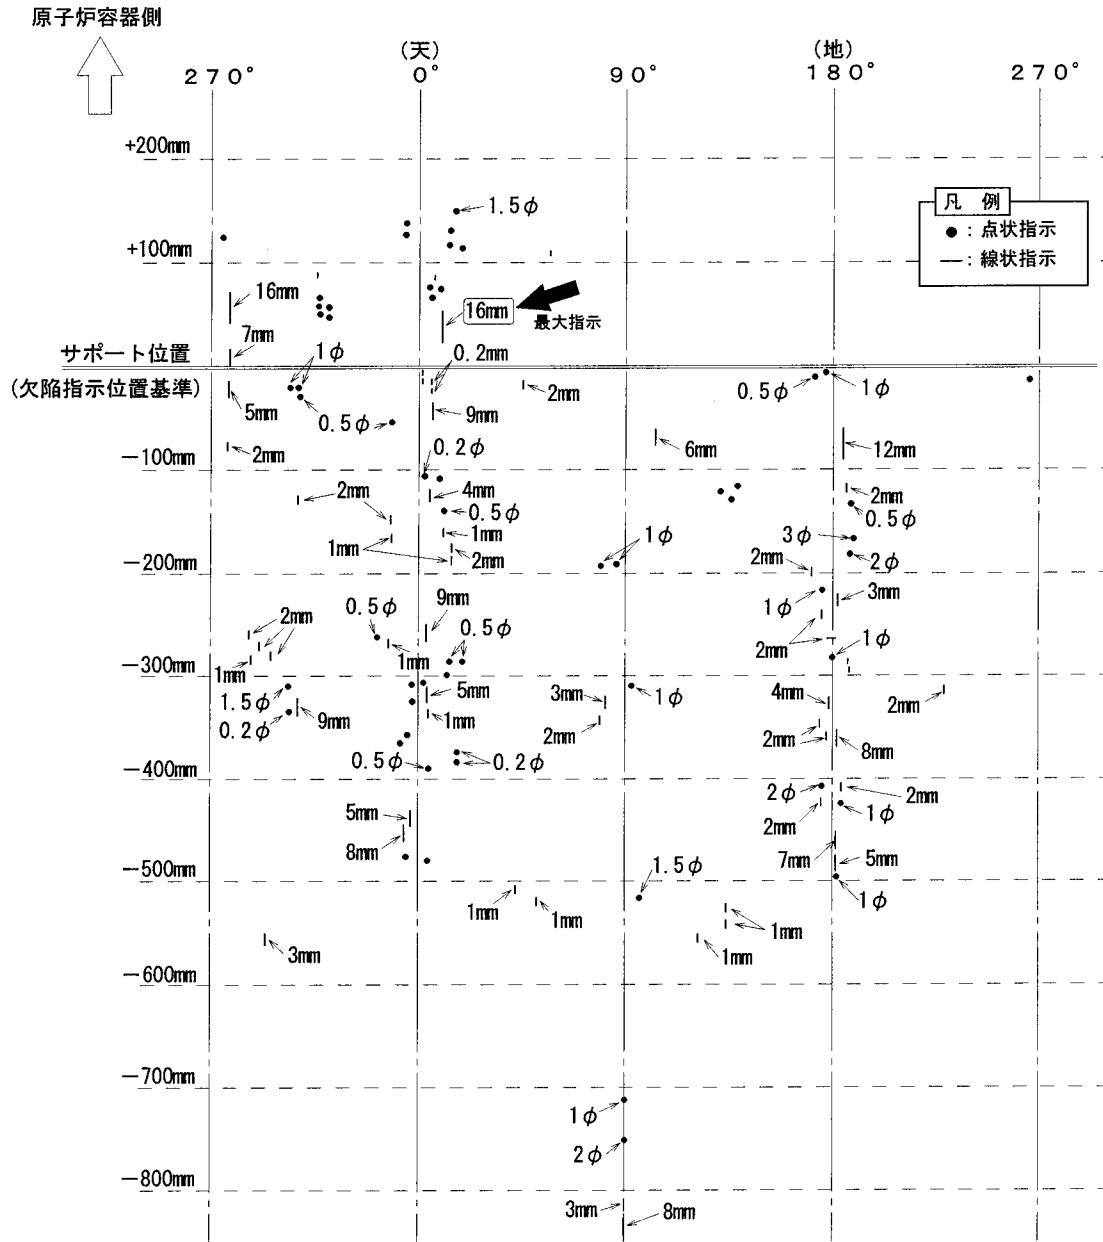 原子炉容器側
(天)
(地)
270°
0°
90°
180°
270°
+200mm
凡 例
●：点状指示
―：線状指示
1.5φ
+100mm
16mm
16mm
最大指示
7mm
サポート位置
1φ
0.2mm
(欠陥指示位置基準)
5mm
0.5φ
9mm
2mm
0.5φ
1φ
2mm
0.2φ
6mm
12mm
−100mm
2mm
4mm
0.5φ
2mm
0.5φ
1mm
1mm
2mm
1φ
3φ
2φ
−200mm
2mm
1φ
3mm
2mm
0.5φ
9mm
0.5φ
2mm
1φ
1mm
1mm
−300mm
1.5φ
9mm
5mm
3mm
1φ
4mm
2mm
0.2φ
1mm
2mm
2mm
8mm
−400mm
0.5φ
0.2φ
2φ
2mm
5mm
2mm
1φ
8mm
7mm
5mm
−500mm
1.5φ
1φ
1mm
1mm
1mm
3mm
1mm
−600mm
−700mm
1φ
2φ
−800mm
3mm
8mm